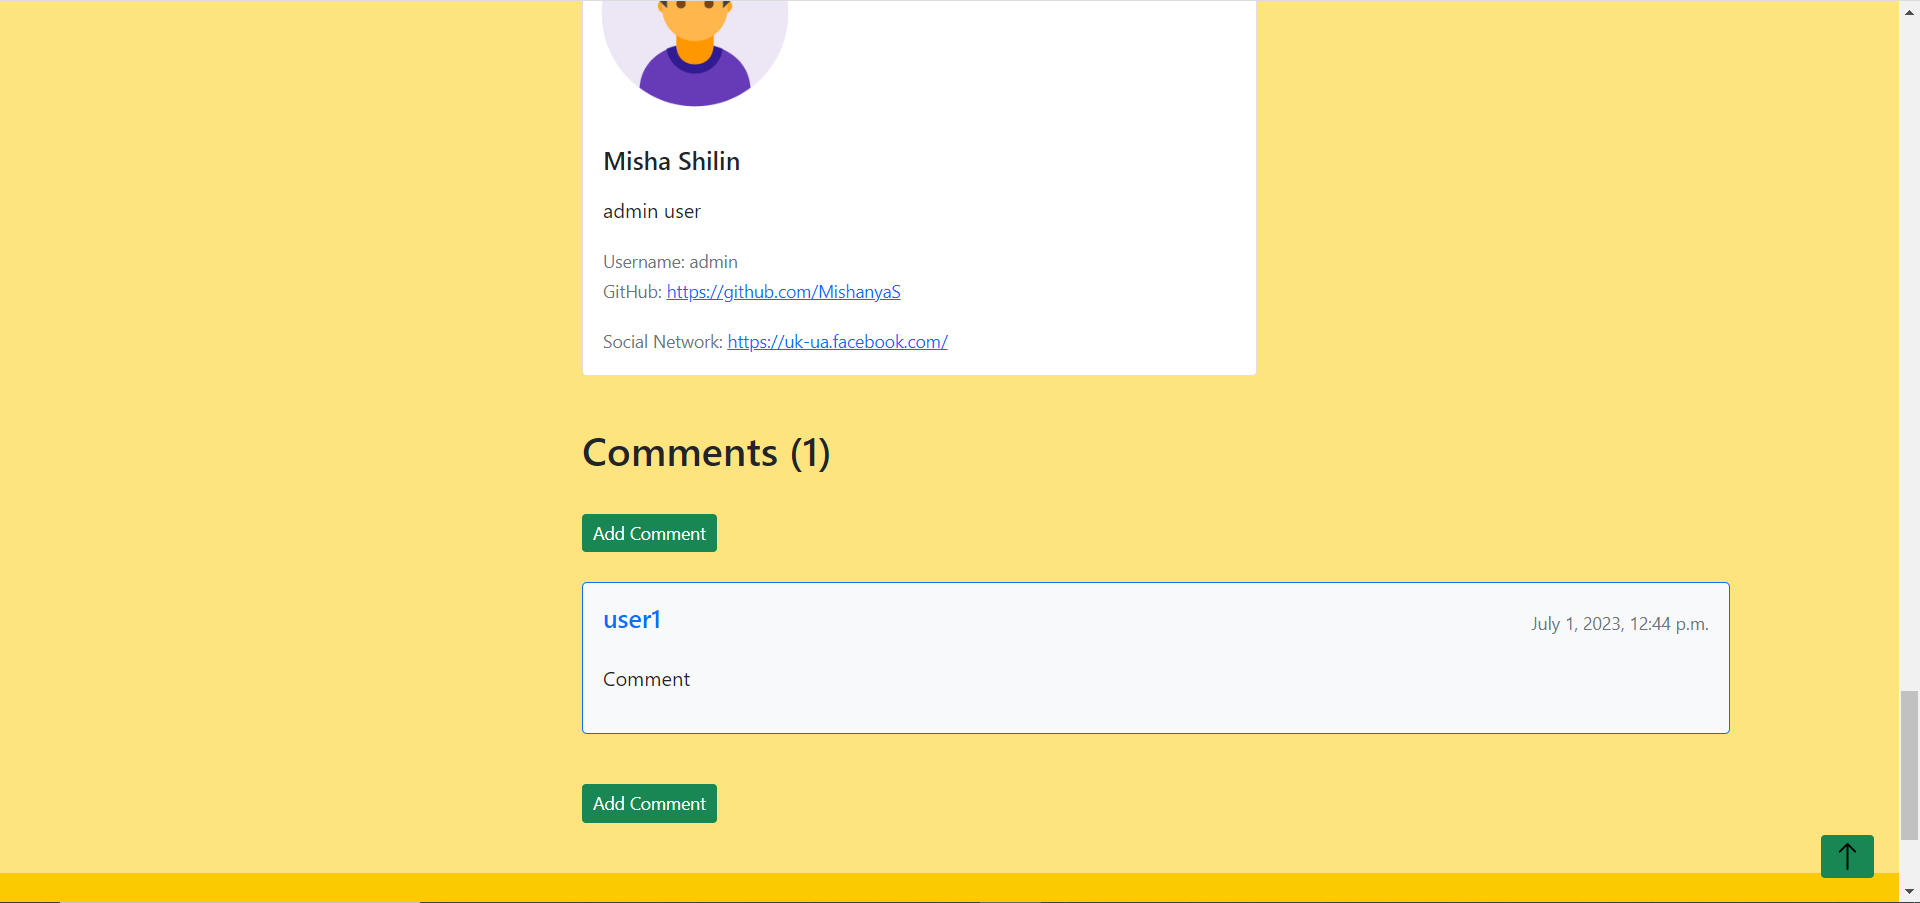 Misha Shilin
admin user
Username: admin
GitHub: https://github.com/MishanyaS
Social Network: https://uk-ua.facebook.com/
Comments (1)
Add Comment
user1
July 1, 2023, 12:44 p.m.
Comment
Add Comment